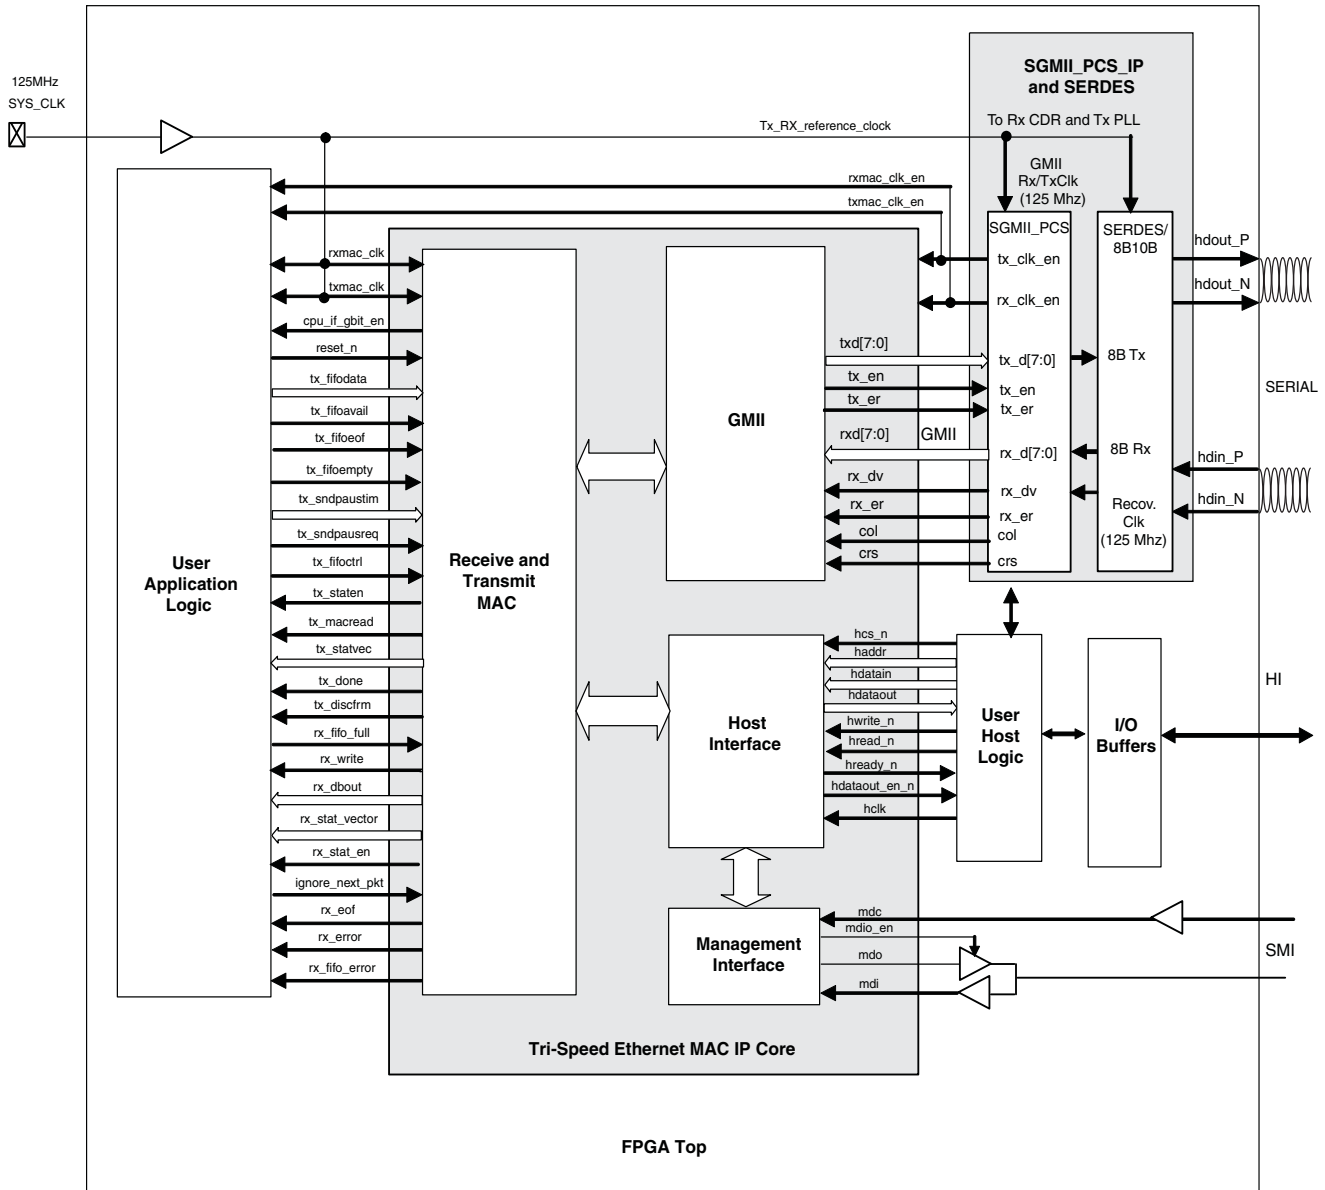 125MHz
SYS_CLK
SGMII_PCS_IP
and SERDES
Tx_RX_reference_clock
To Rx CDR and Tx PLL
GMII
Rx/TxClk
(125 Mhz)
rxmac_clk_en
txmac_clk_en
SGMII_PCS
SERDES/
8B10B
rxmac_clk
txmac_clk
cpu_if_gbit_en
reset_n
tx_fifodata
tx_fifoavail
tx_fifoeof
tx_fifoempty
tx_sndpaustim
tx_sndpausreq
tx_fifoctrl
tx_staten
tx_macread
tx_statvec
tx_done
tx_discfrm
rx_fifo_full
rx_write
rx_dbout
rx_stat_vector
rx_stat_en
ignore_next_pkt
rx_eof
rx_error
rx_fifo_error
User
Application
Logic
Receive and
Transmit
MAC
GMII
txd[7:0]
tx_en
tx_er
rxd[7:0]
GMII
rx_dv
rx_er
col
crs
tx_clk_en
rx_clk_en
tx_d[7:0]
tx_en
tx_er
rx_d[7:0]
rx_dv
rx_er
col
crs
8B Tx
8B Rx
Recov.
Clk
(125 Mhz)
hdout_P
hdout_N
SERIAL
hdin_P
hdin_N
Host
Interface
hcs_n
haddr
hdatain
hdataout
hwrite_n
hread_n
hready_n
hdataout_en_n
hclk
User
Host
Logic
I/O
Buffers
HI
Management
Interface
mdc
mdio_en
mdo
mdi
SMI
Tri-Speed Ethernet MAC IP Core
FPGA Top